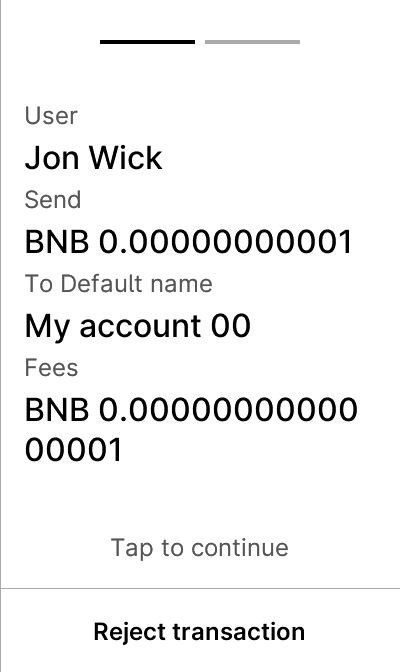 User
Jon Wick
Send
BNB 0.00000000001
To Default name
My account 00
Fees
BNB 0.00000000000
00001
Tap to continue
Reject transaction